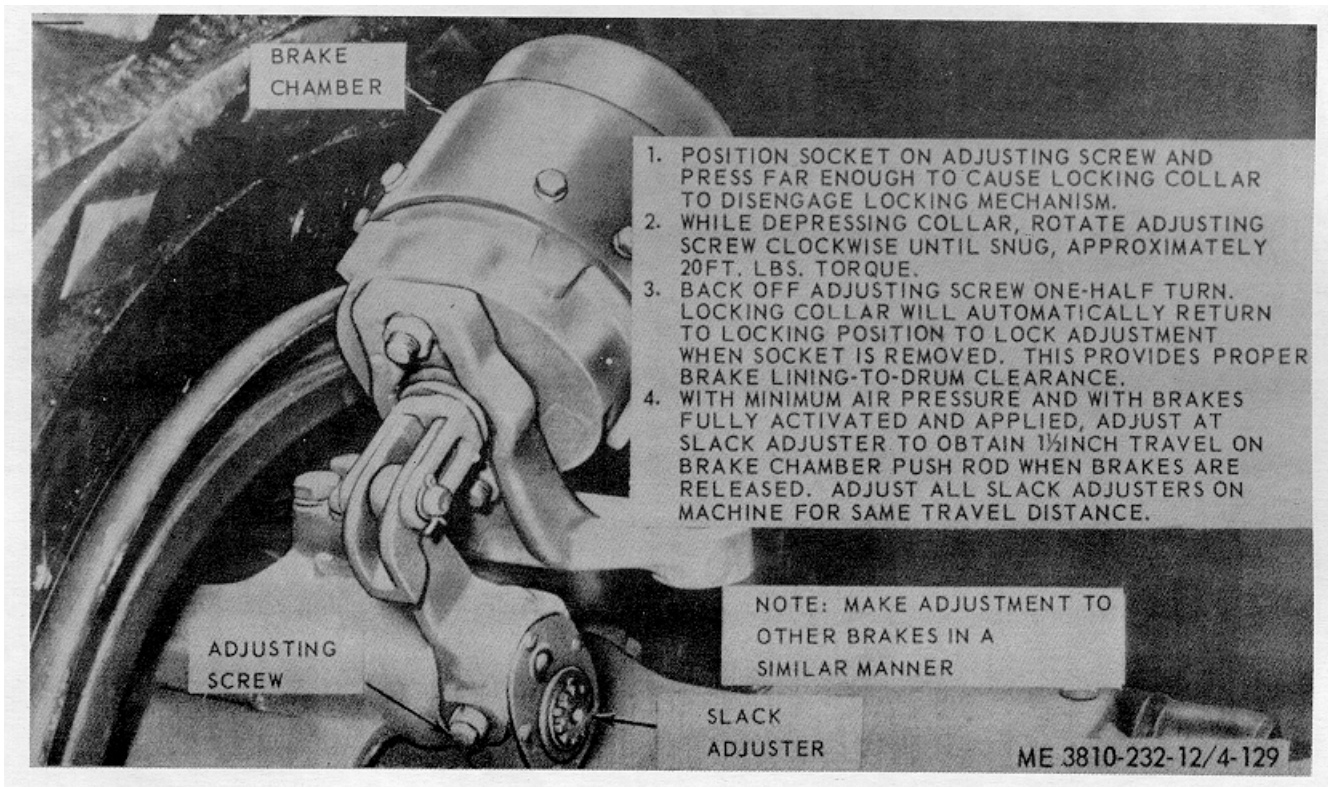 BRAKE
CHAMBER
1. POSITION SOCKET ON ADJUSTING SCREW AND
PRESS FAR ENOUGH TO CAUSE LOCKING COLLAR
TO DISENGAGE LOCKING MECHANISM.
2. WHILE DEPRESSING COLLAR, ROTATE ADJUSTING
SCREW CLOCKWISE UNTIL SNUG, APPROXIMATELY
20FT. LBS. TORQUE.
3. BACK OFF ADJUSTING SCREW ONE-HALF TURN.
LOCKING COLLAR WILL AUTOMATICALLY RETURN
TO LOCKING POSITION TO LOCK ADJUSTMENT
WHEN SOCKET IS REMOVED. THIS PROVIDES PROPER
BRAKE LINING-TO-DRUM CLEARANCE.
4. WITH MINIMUM AIR PRESSURE AND WITH BRAKES
FULLY ACTIVATED AND APPLIED, ADJUST AT
SLACK ADJUSTER TO OBTAIN 1½INCH TRAVEL ON
BRAKE CHAMBER PUSH ROD WHEN BRAKES ARE
RELEASED. ADJUST ALL SLACK ADJUSTERS ON
MACHINE FOR SAME TRAVEL DISTANCE.
NOTE: MAKE ADJUSTMENT TO
OTHER BRAKES IN A
SIMILAR MANNER
ADJUSTING
SCREW
SLACK
ADJUSTER
ME 3810-232-12/4-129